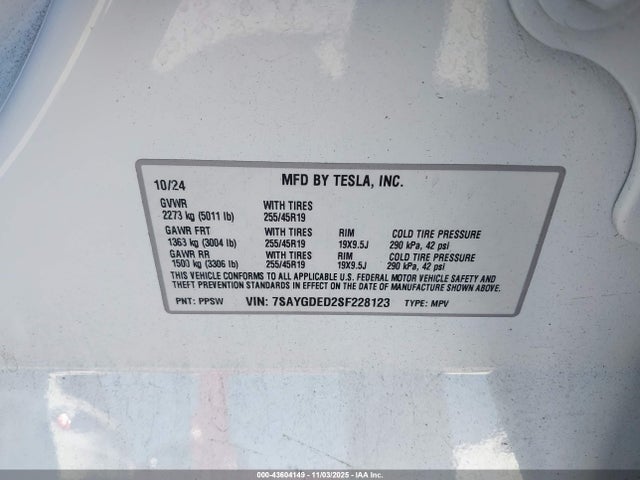 10/24 MFD BY TESLA, INC.
GVWR WITH TIRES
2273 kg (5011 lb) 255/45R19
GAWR FRT WITH TIRES RIM COLD TIRE PRESSURE
1363 kg (3004 lb) 255/45R19 19X9.5J 290 kPa, 42 psi
GAWR RR WITH TIRES RIM COLD TIRE PRESSURE
1500 kg (3306 lb) 255/45R19 19X9.5J 290 kPa, 42 psi
THIS VEHICLE CONFORMS TO ALL APPLICABLE U.S. FEDERAL MOTOR VEHICLE SAFETY AND
THEFT PREVENTION STANDARDS IN EFFECT ON THE DATE OF MANUFACTURE SHOWN ABOVE.
PNT: PPSW VIN: 7SAYGDED2SF228123 TYPE: MPV
000-43604149 - 11/03/2025 - IAA Inc.